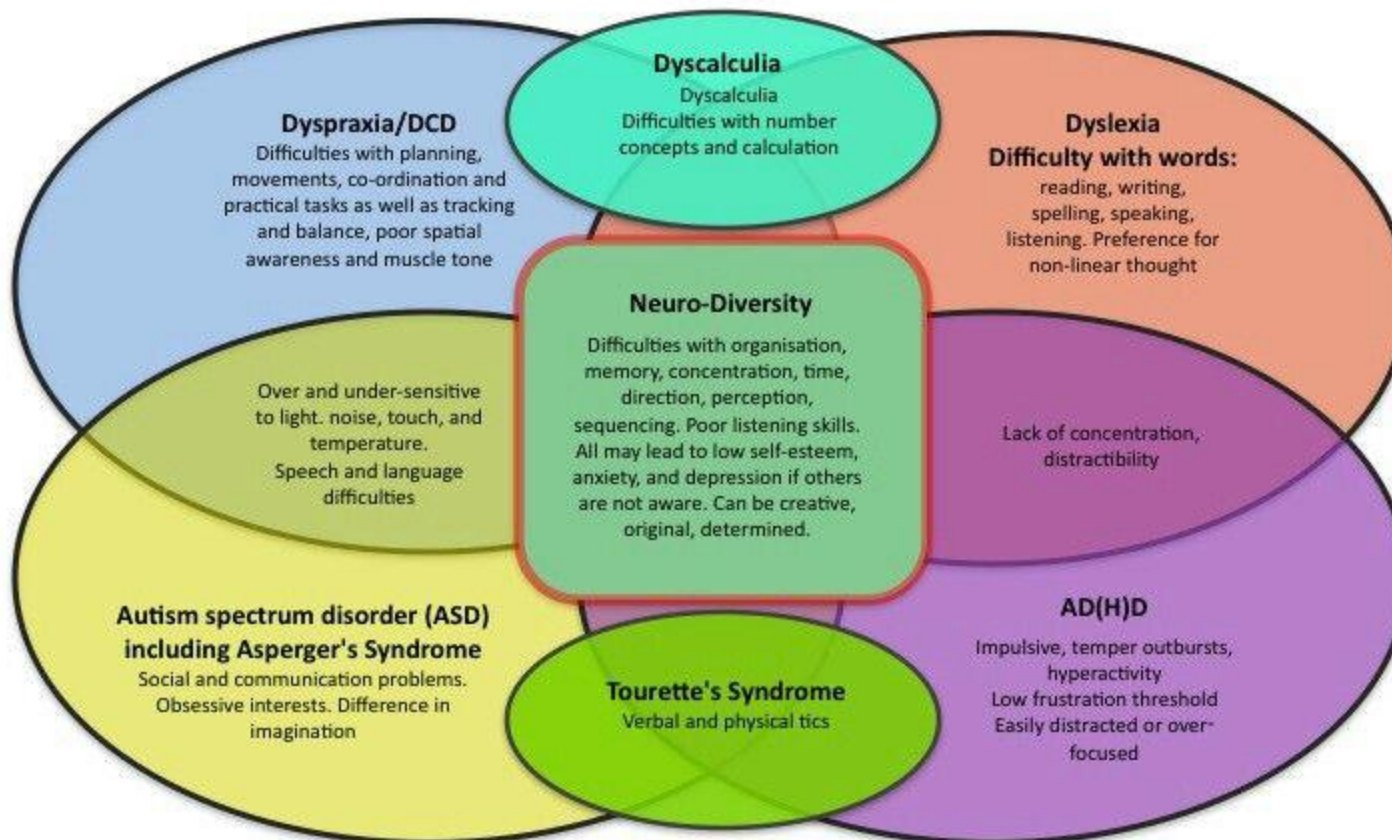 Dyscalculia
Dyscalculia
Difficulties with number
concepts and calculation
Dyspraxia/DCD
Difficulties with planning,
movements, co-ordination and
practical tasks as well as tracking
and balance, poor spatial
awareness and muscle tone
Dyslexia
Difficulty with words:
reading, writing,
spelling, speaking,
listening. Preference for
non-linear thought
Neuro-Diversity
Difficulties with organisation,
memory, concentration, time,
direction, perception,
sequencing. Poor listening skills.
All may lead to low self-esteem,
anxiety, and depression if others
are not aware. Can be creative,
original, determined.
Over and under-sensitive
to light. noise, touch, and
temperature.
Speech and language
difficulties
Lack of concentration,
distractibility
Autism spectrum disorder (ASD)
including Asperger's Syndrome
Social and communication problems.
Obsessive interests. Difference in
imagination
Tourette's Syndrome
Verbal and physical tics
AD(H)D
Impulsive, temper outbursts,
hyperactivity
Low frustration threshold
Easily distracted or over-
focused